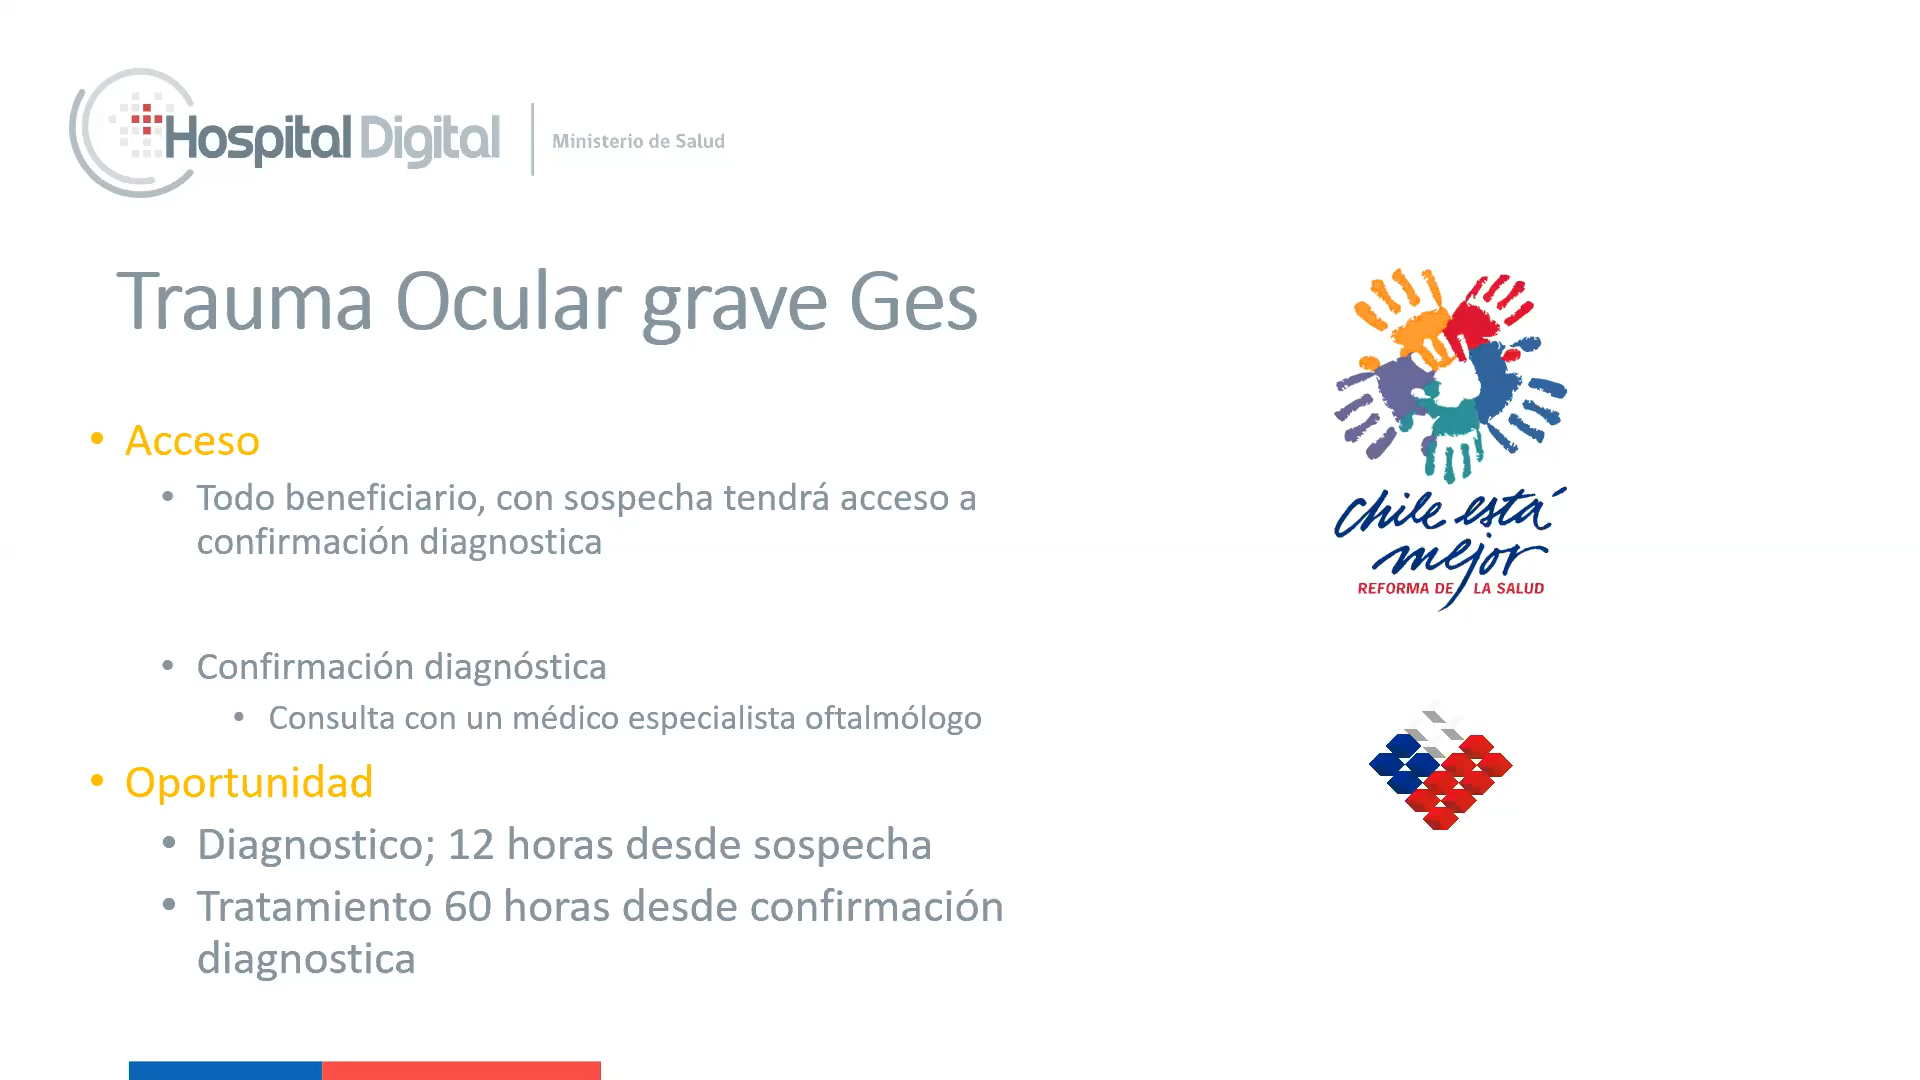 Hospital Digital
Ministerio de Salud
Trauma Ocular grave Ges
• Acceso
• Todo beneficiario, con sospecha tendrá acceso a
confirmación diagnostica
• Confirmación diagnóstica
• Consulta con un médico especialista oftalmólogo
• Oportunidad
• Diagnostico; 12 horas desde sospecha
• Tratamiento 60 horas desde confirmación
diagnostica
Chile está
mejor
REFORMA DE LA SALUD